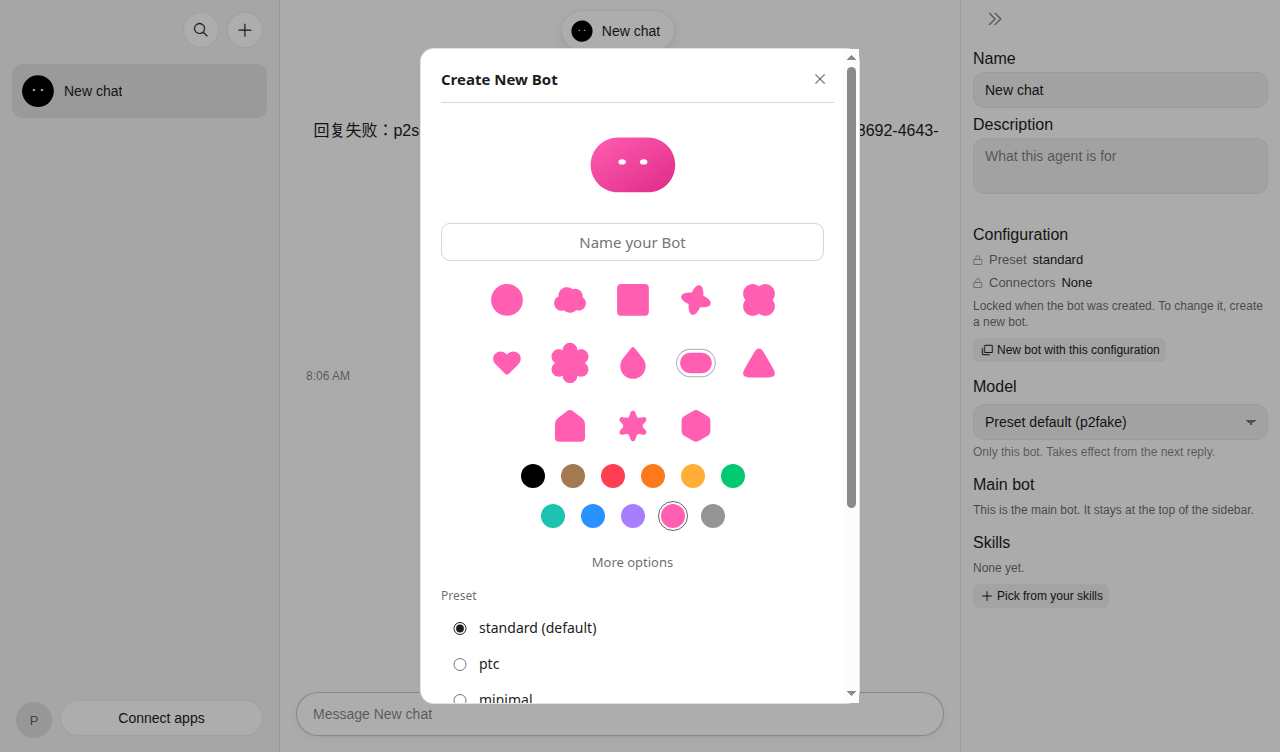 New chat
New chat
回复失败：p2s
8692-4643-
8:06 AM
Message New chat
P
Connect apps
Create New Bot
Name your Bot
More options
Preset
standard (default)
ptc
minimal
Name
New chat
Description
What this agent is for
Configuration
Preset standard
Connectors None
Locked when the bot was created. To change it, create
a new bot.
New bot with this configuration
Model
Preset default (p2fake)
Only this bot. Takes effect from the next reply.
Main bot
This is the main bot. It stays at the top of the sidebar.
Skills
None yet.
Pick from your skills